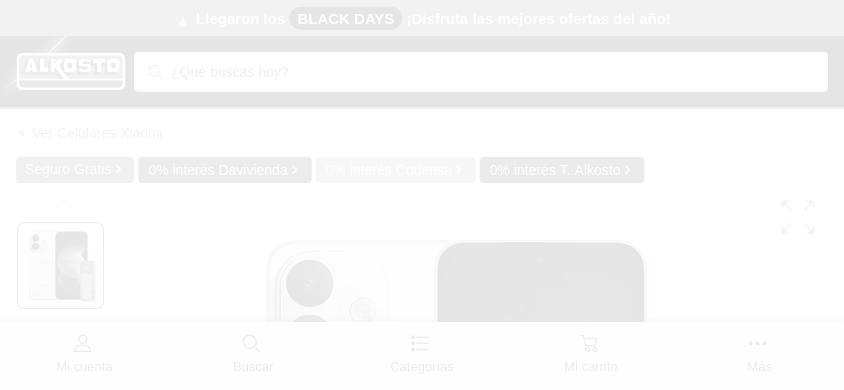 Llegaron los BLACK DAYS ¡Disfruta las mejores ofertas del año!
ALKOSTO
¿Qué buscas hoy?
Ver Celulares Xiaomi
Seguro Gratis
0% interés Davivienda
0% interés Codensa
0% interés T. Alkosto
Mi cuenta
Buscar
Categorías
Mi carrito
Más